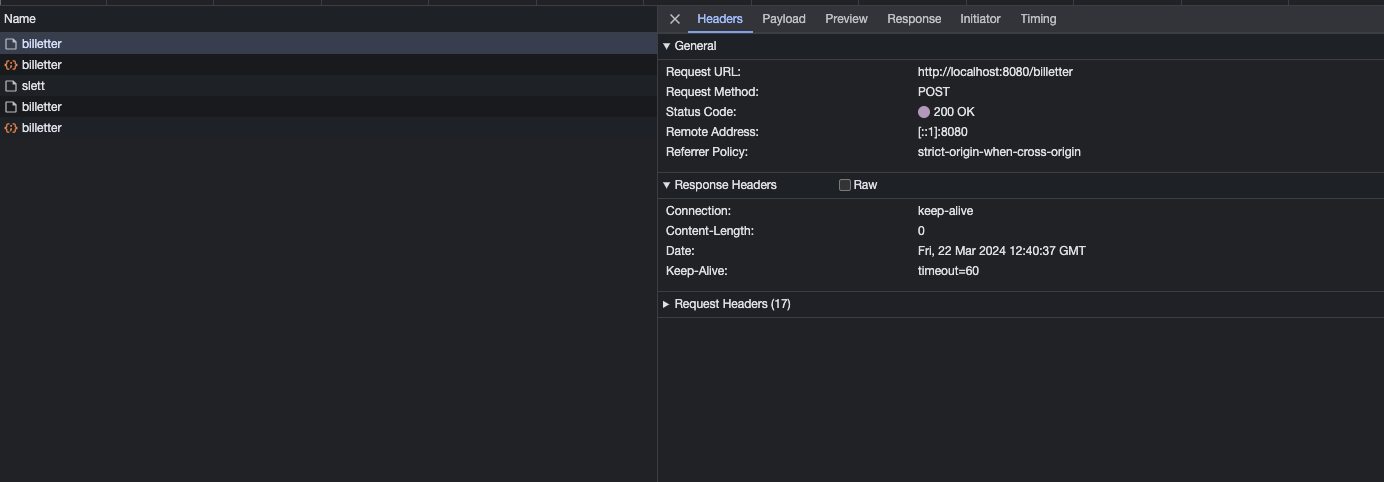 Name
billetter
billetter
slett
billetter
billetter
Headers Payload Preview Response Initiator Timing
General
Request URL: http://localhost:8080/billetter
Request Method: POST
Status Code: 200 OK
Remote Address: [::1]:8080
Referrer Policy: strict-origin-when-cross-origin
Response Headers Raw
Connection: keep-alive
Content-Length: 0
Date: Fri, 22 Mar 2024 12:40:37 GMT
Keep-Alive: timeout=60
Request Headers (17)